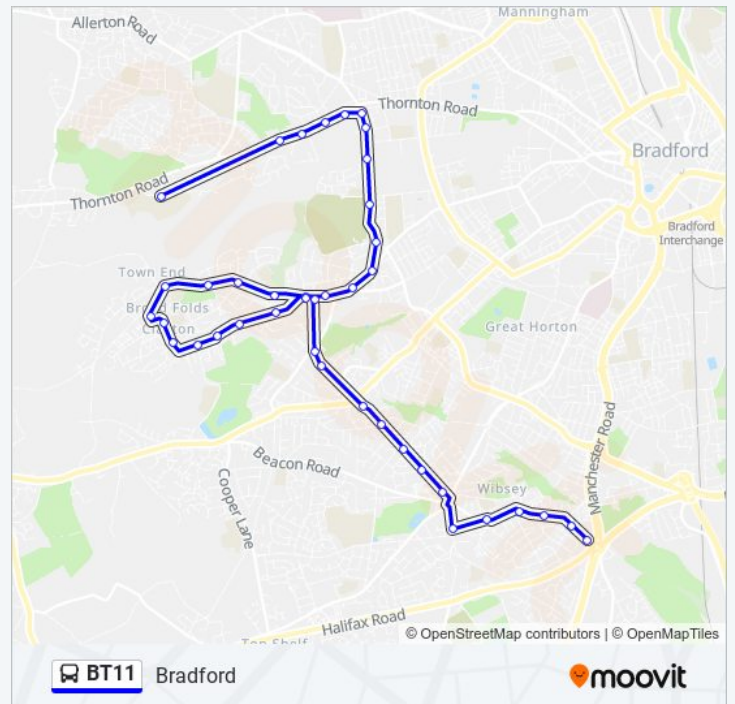 Manningham
Allerton Road
Thornton Road
Bradford
Thornton Road
Bradford
Interchange
Town End
Clayton
Great Horton
Manchester Road
Beacon Road
Wibsey
Cooper Lane
Halifax Road
© OpenStreetMap contributors | © OpenMapTiles
BT11 Bradford
moovit